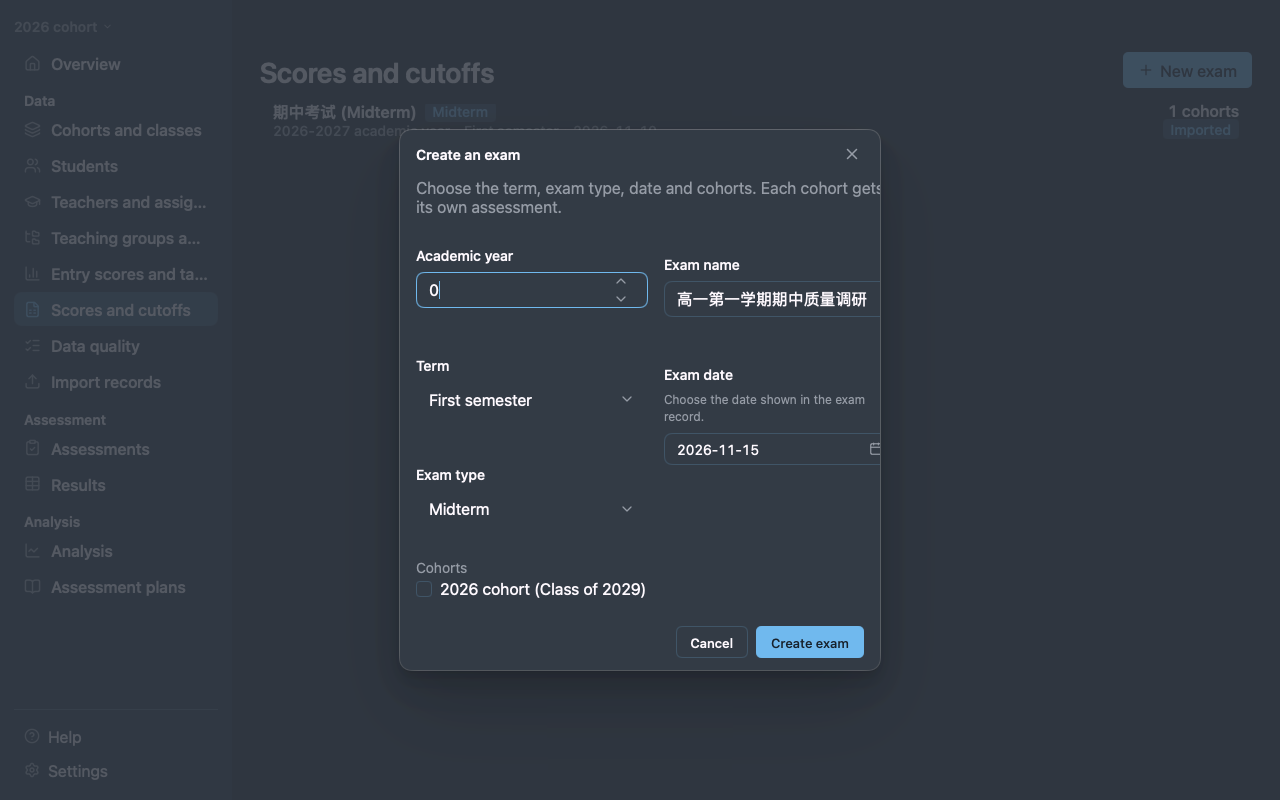 2026 cohort
Overview
Data
Cohorts and classes
Students
Teachers and assig...
Teaching groups a...
Entry scores and ta...
Scores and cutoffs
Data quality
Import records
Assessment
Assessments
Results
Analysis
Analysis
Assessment plans
Help
Settings
Scores and cutoffs
+ New exam
期中考试 (Midterm) Midterm
1 cohorts
2026-2027 academic
Imported
Create an exam
Choose the term, exam type, date and cohorts. Each cohort gets
its own assessment.
Academic year
0
Exam name
高一第一学期期中质量调研
Term
First semester
Exam date
Choose the date shown in the exam
record.
2026-11-15
Exam type
Midterm
Cohorts
2026 cohort (Class of 2029)
Cancel
Create exam